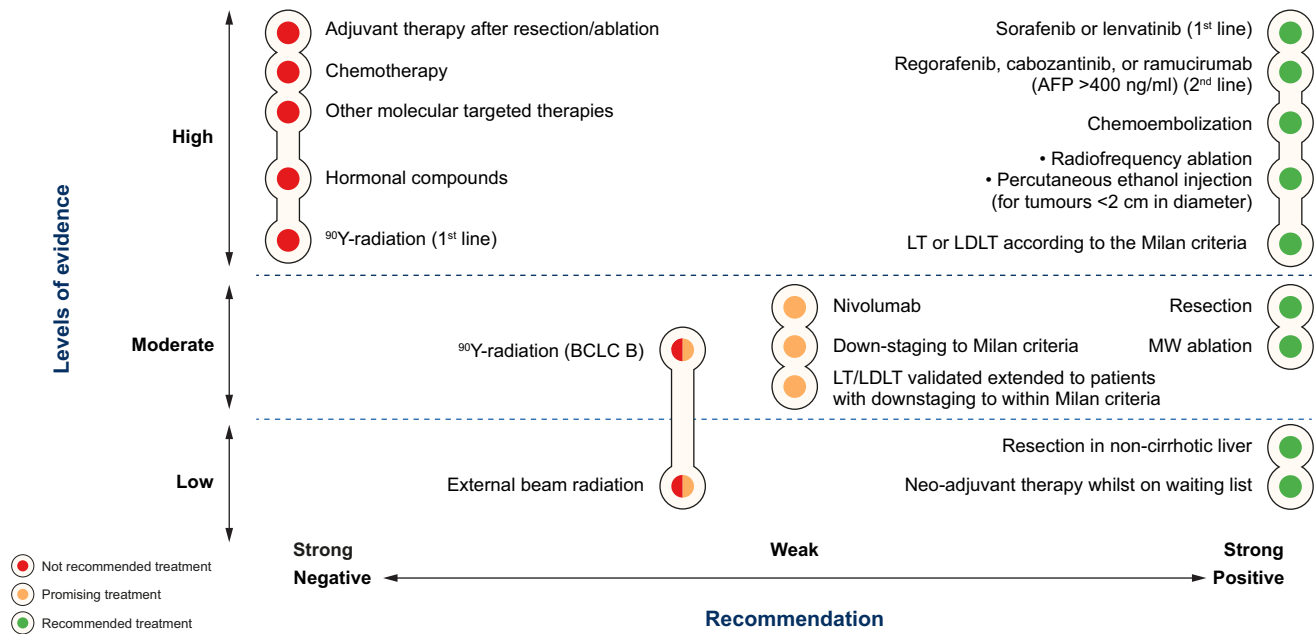 Levels of evidence
High
Adjuvant therapy after resection/ablation
Chemotherapy
Other molecular targeted therapies
Hormonal compounds
⁹⁰Y-radiation (1ˢᵗ line)
Sorafenib or lenvatinib (1ˢᵗ line)
Regorafenib, cabozantinib, or ramucirumab
(AFP >400 ng/ml) (2ⁿᵈ line)
Chemoembolization
• Radiofrequency ablation
• Percutaneous ethanol injection
(for tumours <2 cm in diameter)
LT or LDLT according to the Milan criteria
Moderate
⁹⁰Y-radiation (BCLC B)
Nivolumab
Down-staging to Milan criteria
LT/LDLT validated extended to patients
with downstaging to within Milan criteria
Resection
MW ablation
Low
External beam radiation
Resection in non-cirrhotic liver
Neo-adjuvant therapy whilst on waiting list
Strong
Negative
Weak
Strong
Positive
Recommendation
Not recommended treatment
Promising treatment
Recommended treatment